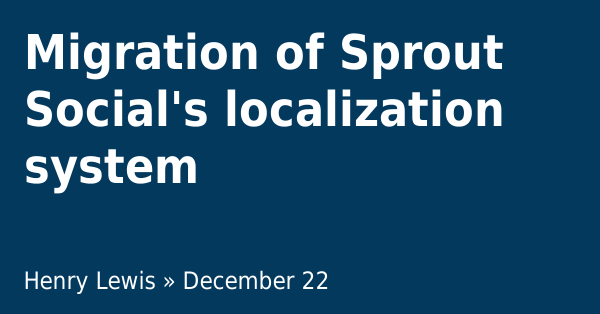 Migration of Sprout
Social's localization
system
Henry Lewis » December 22